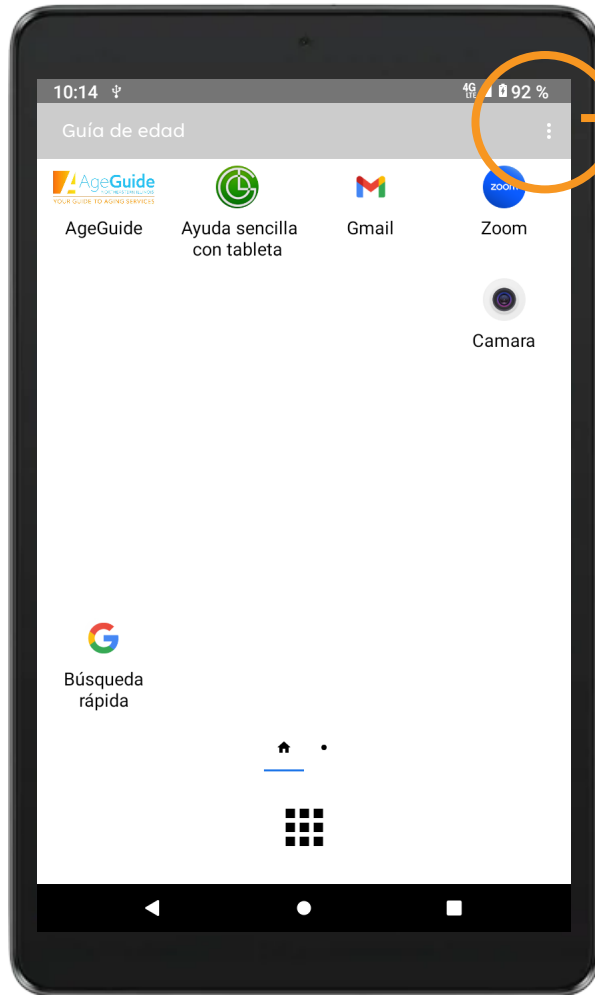 10:14
92 %
Guía de edad
AgeGuide
YOUR GUIDE TO AGING SERVICES
zoom
AgeGuide
Ayuda sencilla
con tableta
Gmail
Zoom
Camara
Búsqueda
rápida